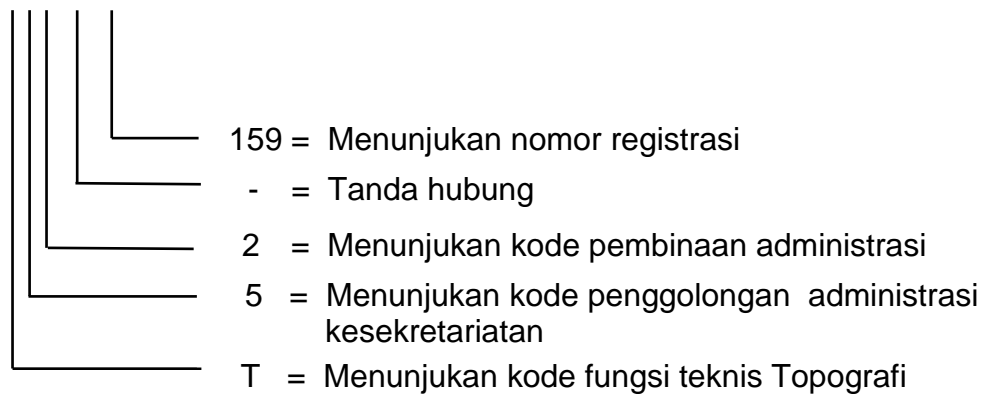 159 = Menunjukan nomor registrasi
- = Tanda hubung
2 = Menunjukan kode pembinaan administrasi
5 = Menunjukan kode penggolongan administrasi
kesekretariatan
T = Menunjukan kode fungsi teknis Topografi